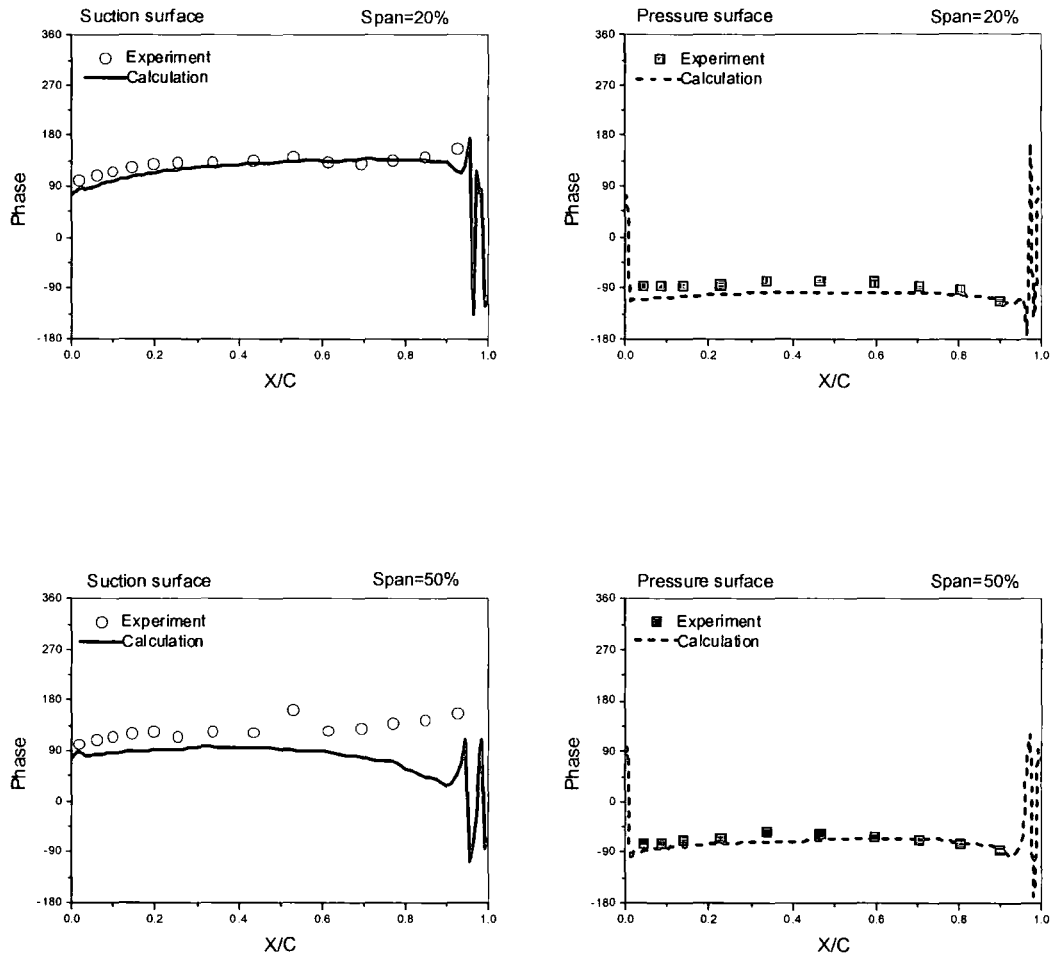 Suction surface Span=20%
360
270
180
90
0
-90
-180
Phase
Experiment
Calculation
0.0 0.2 0.4 0.6 0.8 1.0
X/C
Pressure surface Span=20%
360
270
180
90
0
-90
-180
Phase
Experiment
Calculation
0.0 0.2 0.4 0.6 0.8 1.0
X/C
Suction surface Span=50%
360
270
180
90
0
-90
-180
Phase
Experiment
Calculation
0.0 0.2 0.4 0.6 0.8 1.0
X/C
Pressure surface Span=50%
360
270
180
90
0
-90
-180
Phase
Experiment
Calculation
0.0 0.2 0.4 0.6 0.8 1.0
X/C